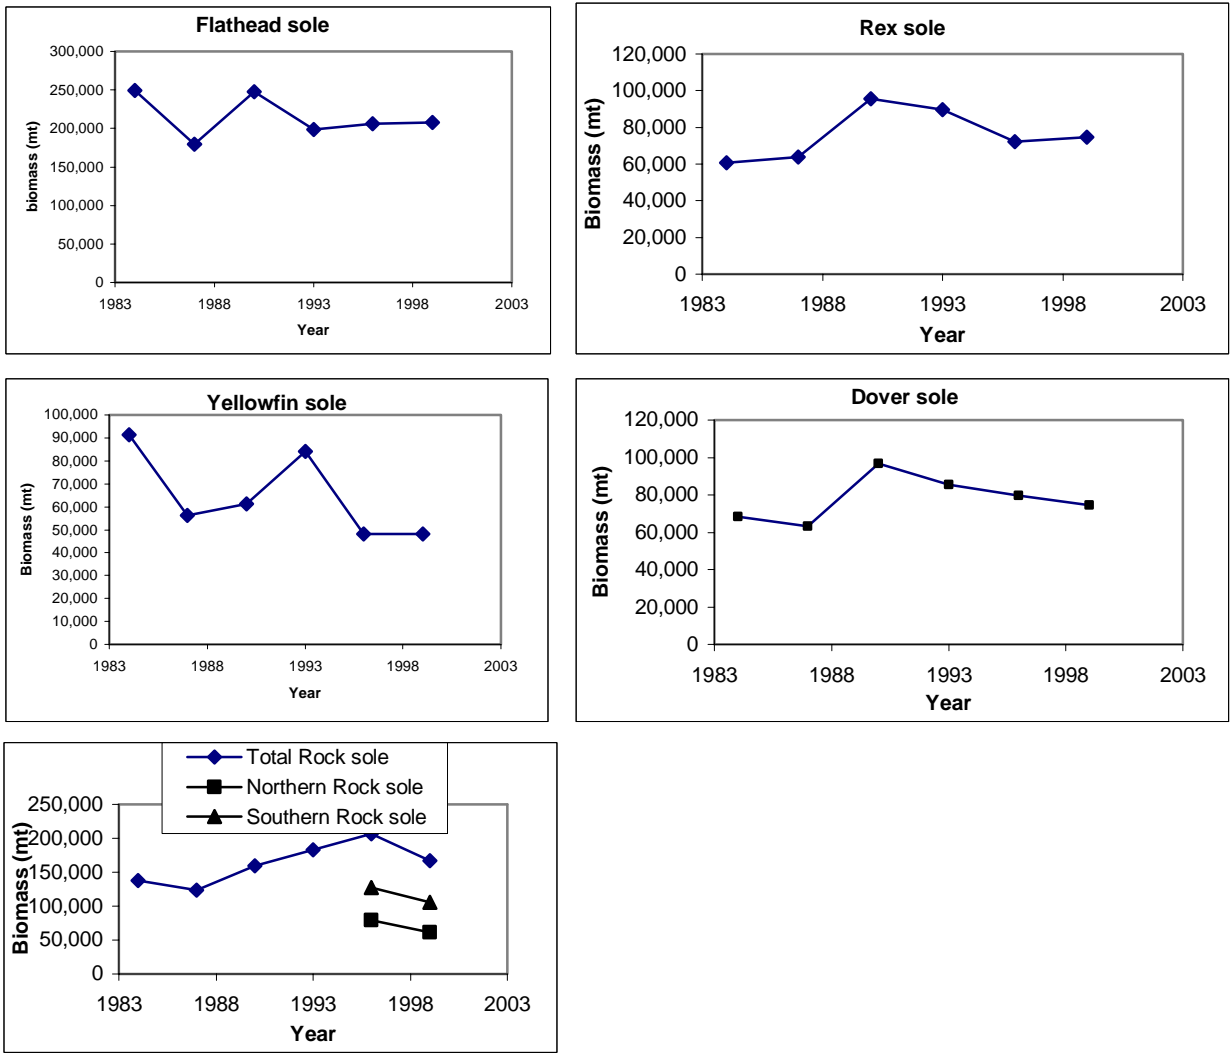 Flathead sole
300,000
250,000
200,000
150,000
100,000
50,000
0
biomass (mt)
1983 1988 1993 1998 2003
Year
Rex sole
120,000
100,000
80,000
60,000
40,000
20,000
0
Biomass (mt)
1983 1988 1993 1998 2003
Year
Yellowfin sole
100,000
90,000
80,000
70,000
60,000
50,000
40,000
30,000
20,000
10,000
0
Biomass (mt)
1983 1988 1993 1998 2003
Year
Dover sole
120,000
100,000
80,000
60,000
40,000
20,000
0
Biomass (mt)
1983 1988 1993 1998 2003
Year
Total Rock sole
Northern Rock sole
Southern Rock sole
250,000
200,000
150,000
100,000
50,000
0
Biomass (mt)
1983 1988 1993 1998 2003
Year